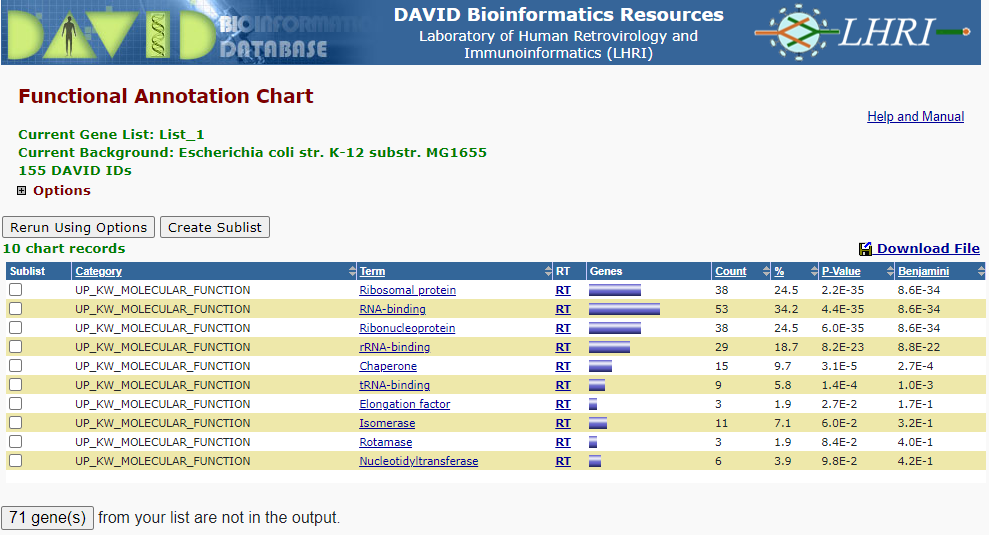 DAVID BIOINFORMATICS DATABASE
DAVID Bioinformatics Resources
Laboratory of Human Retrovirology and
Immunoinformatics (LHRI)
LHRI
Functional Annotation Chart
Help and Manual
Current Gene List: List_1
Current Background: Escherichia coli str. K-12 substr. MG1655
155 DAVID IDs
Options
Rerun Using Options Create Sublist
10 chart records Download File
Sublist Category Term RT Genes Count % P-Value Benjamini
UP_KW_MOLECULAR_FUNCTION Ribosomal protein RT 38 24.5 2.2E-35 8.6E-34
UP_KW_MOLECULAR_FUNCTION RNA-binding RT 53 34.2 4.4E-35 8.6E-34
UP_KW_MOLECULAR_FUNCTION Ribonucleoprotein RT 38 24.5 6.0E-35 8.6E-34
UP_KW_MOLECULAR_FUNCTION rRNA-binding RT 29 18.7 8.2E-23 8.8E-22
UP_KW_MOLECULAR_FUNCTION Chaperone RT 15 9.7 3.1E-5 2.7E-4
UP_KW_MOLECULAR_FUNCTION tRNA-binding RT 9 5.8 1.4E-4 1.0E-3
UP_KW_MOLECULAR_FUNCTION Elongation factor RT 3 1.9 2.7E-2 1.7E-1
UP_KW_MOLECULAR_FUNCTION Isomerase RT 11 7.1 6.0E-2 3.2E-1
UP_KW_MOLECULAR_FUNCTION Rotamase RT 3 1.9 8.4E-2 4.0E-1
UP_KW_MOLECULAR_FUNCTION Nucleotidyltransferase RT 6 3.9 9.8E-2 4.2E-1
71 gene(s) from your list are not in the output.